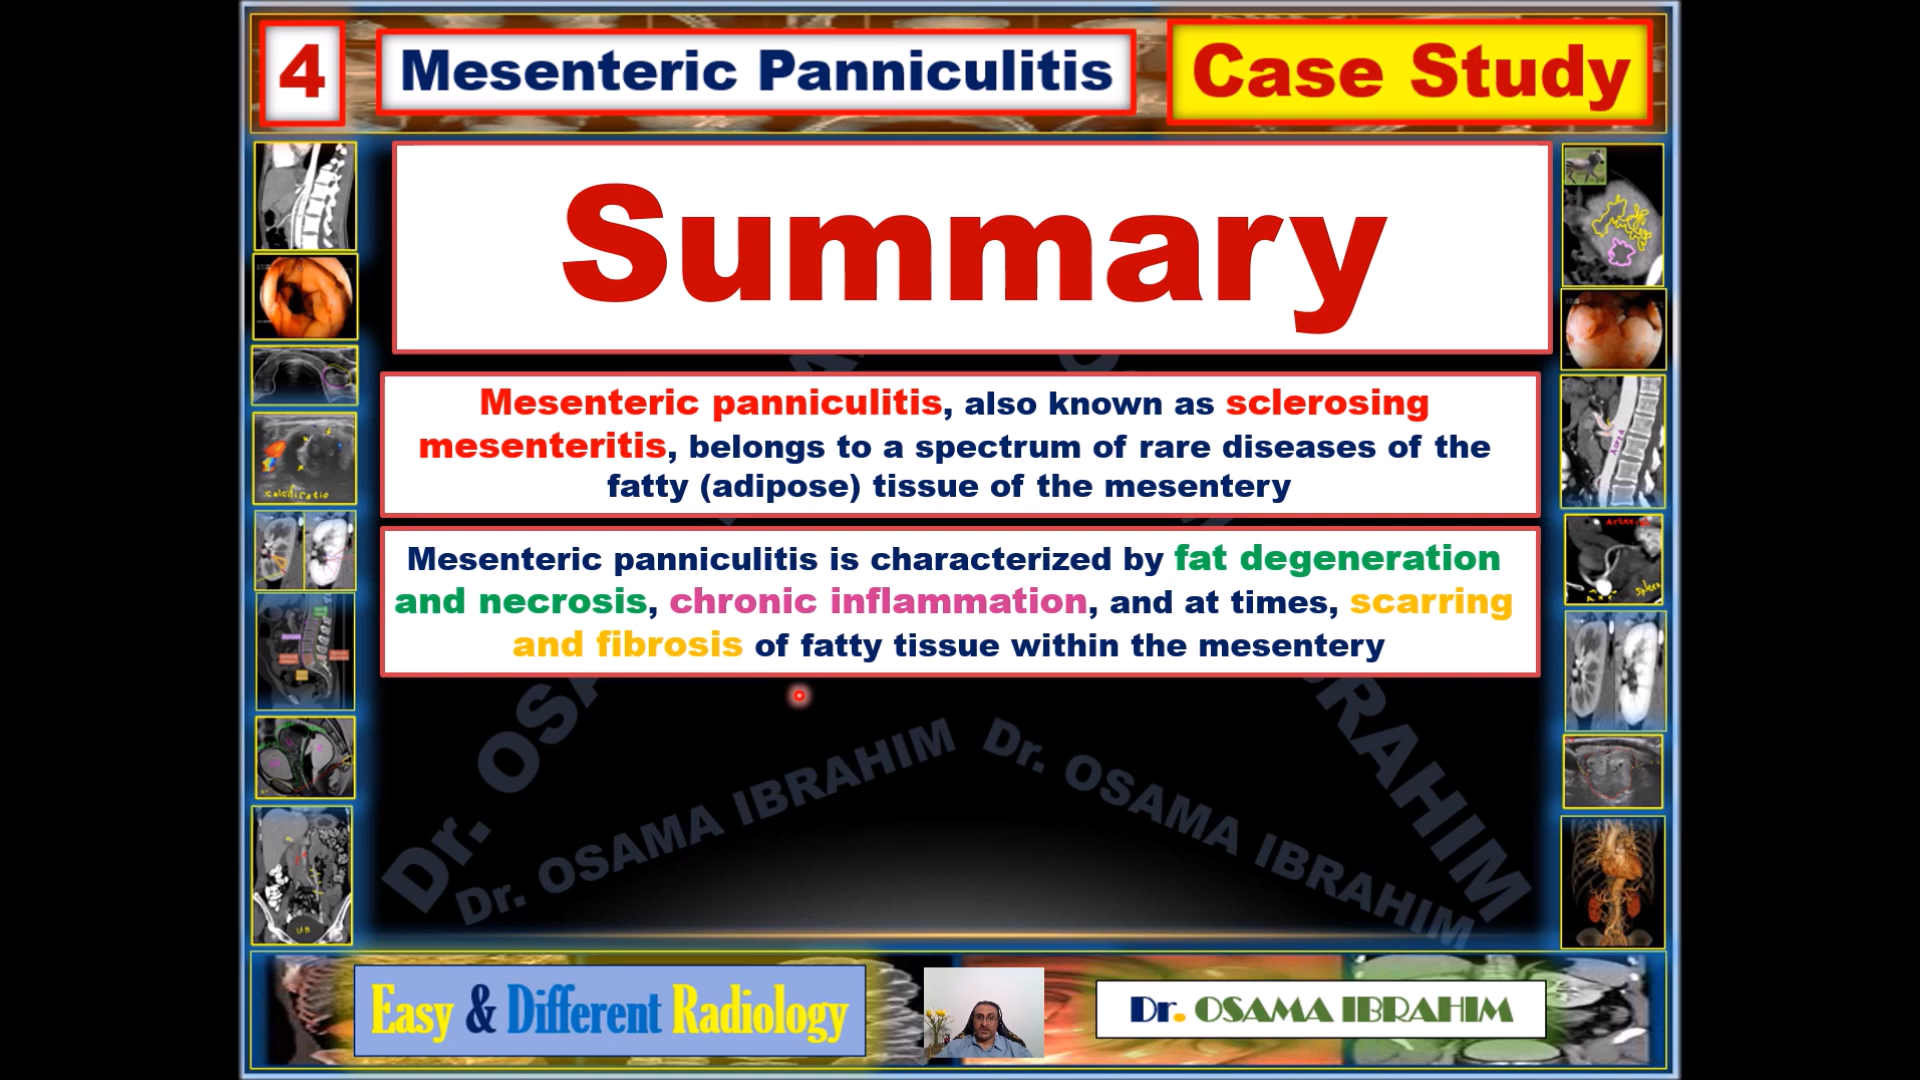 4
Mesenteric Panniculitis
Case Study
Summary
Mesenteric panniculitis, also known as sclerosing
mesenteritis, belongs to a spectrum of rare diseases of the
fatty (adipose) tissue of the mesentery
Mesenteric panniculitis is characterized by fat degeneration
and necrosis, chronic inflammation, and at times, scarring
and fibrosis of fatty tissue within the mesentery
Dr. OSAMA IBRAHIM
Dr. OSAMA IBRAHIM
Easy & Different Radiology
Dr. OSAMA IBRAHIM